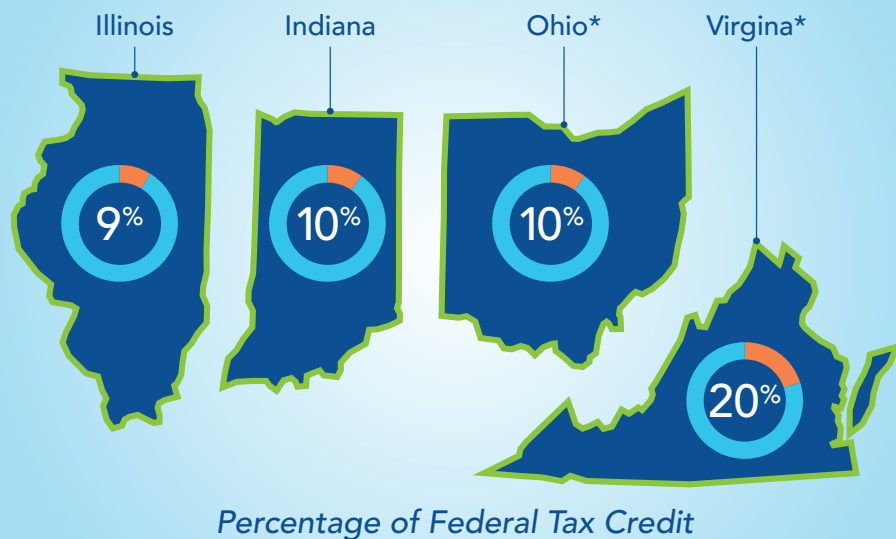 Illinois Indiana Ohio* Virgina*
9% 10% 10%
20%
Percentage of Federal Tax Credit